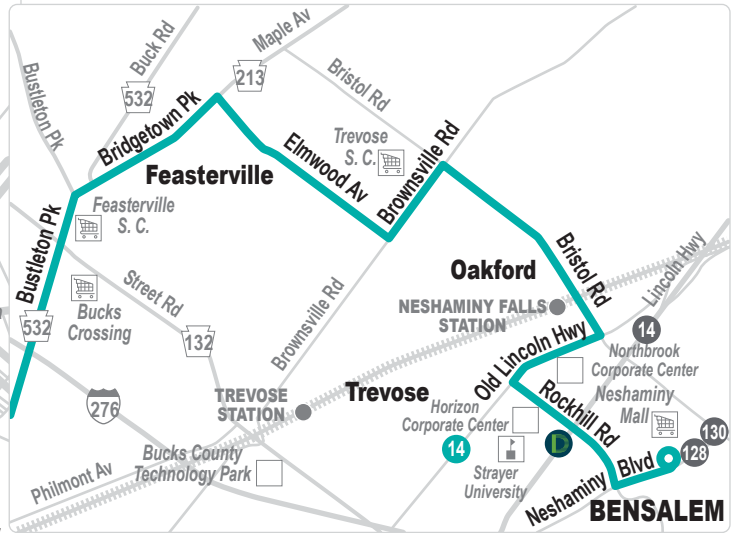 Maple Av
Buck Rd
Bustleton Pk
213
532
Bristol Rd
Bridgetown Pk
Trevose
S. C.
Elmwood Av
Brownsville Rd
Feasterville
Feasterville
S. C.
Bustleton Pk
Bristol Rd
Lincoln Hwy
Oakford
Street Rd
Bucks
Crossing
NESHAMINY FALLS
STATION
Brownsville Rd
532
132
14
Old Lincoln Hwy
Northbrook
Corporate Center
276
TREVOSE
STATION
Trevose
Neshaminy
Mall
Rockhill Rd
Horizon
Corporate Center
14
D
130
128
Bucks County
Technology Park
Strayer
University
Philmont Av
Neshaminy Blvd
BENSALEM